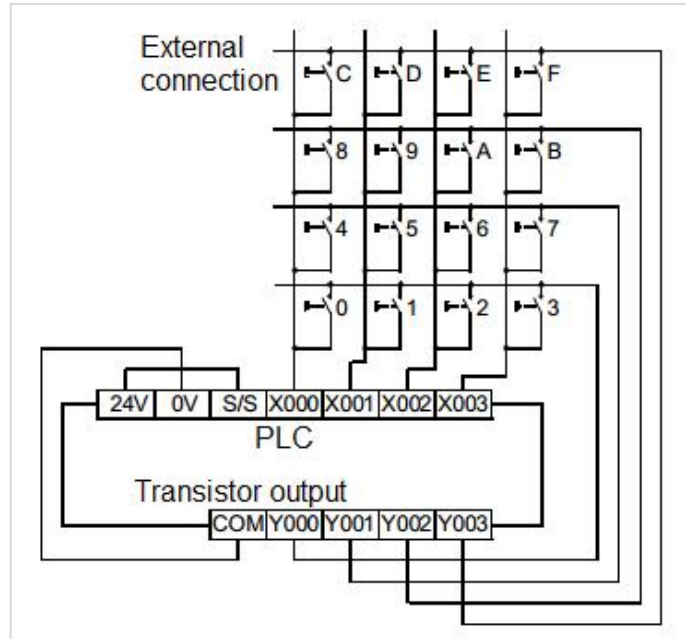 External
connection
C D E F
8 9 A B
4 5 6 7
0 1 2 3
24V 0V S/S X000 X001 X002 X003
PLC
Transistor output
COM Y000 Y001 Y002 Y003